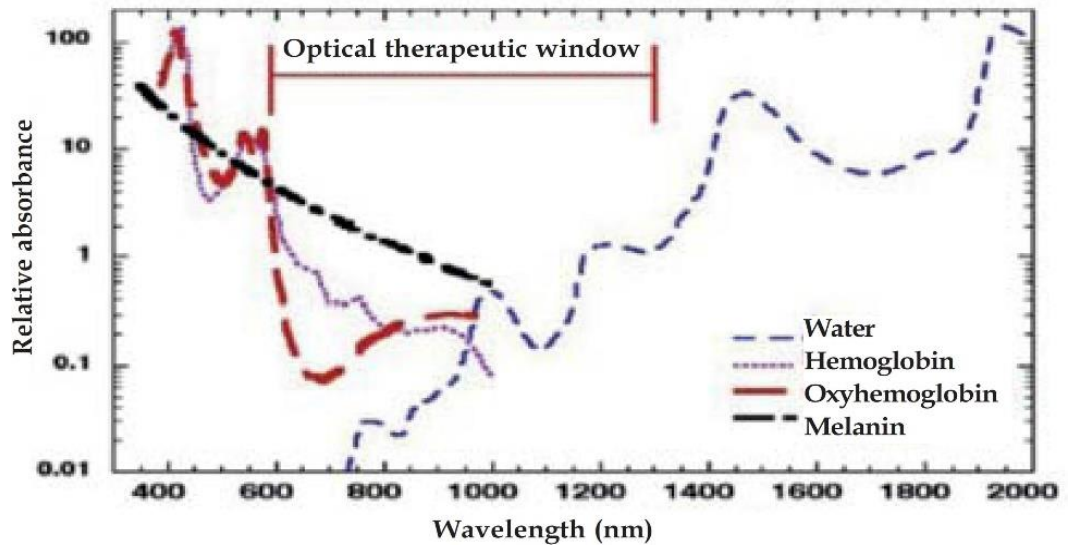 100
Optical therapeutic window
10
1
0.1
0.01
Relative absorbance
Water
Hemoglobin
Oxyhemoglobin
Melanin
400 600 800 1000 1200 1400 1600 1800 2000
Wavelength (nm)